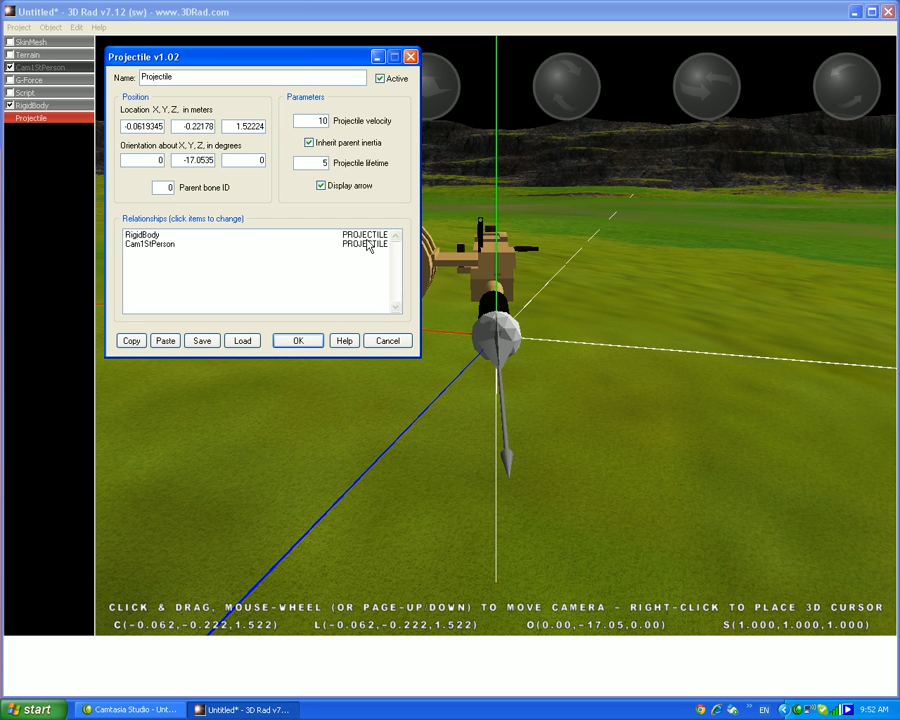 Untitled* - 3D Rad v7.12 (sw) - www.3DRad.com
Project Object Edit Help
SkinMesh
Terrain
Cam1StPerson
G-Force
Script
RigidBody
Projectile
Projectile v1.02
Name: Projectile
Active
Position
Location X, Y, Z, in meters
-0.0619345 -0.22178 1.52224
Orientation about X, Y, Z, in degrees
0 -17.0535 0
0 Parent bone ID
Parameters
10 Projectile velocity
Inherit parent inertia
5 Projectile lifetime
Display arrow
Relationships (click items to change)
RigidBody PROJECTILE
Cam1StPerson PROJECTILE
Copy Paste Save Load OK Help Cancel
CLICK & DRAG, MOUSE-WHEEL (OR PAGE-UP DOWN) TO MOVE CAMERA - RIGHT-CLICK TO PLACE 3D CURSOR
C(-0.062,-0.222,1.522) L(-0.062,-0.222,1.522) O(0.00,-17.05,0.00) S(1.000,1.000,1.000)
start Camtasia Studio - Unt... Untitled* - 3D Rad v7... EN 9:52 AM